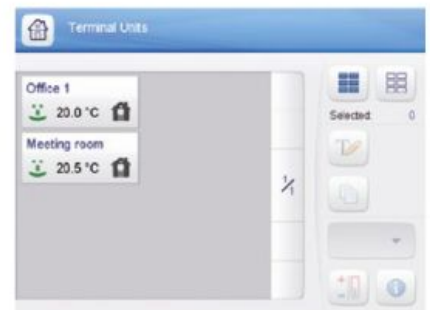 Terminal Units
Office 1
20.0 °C
Meeting room
20.5 °C
1/1
Selected: 0